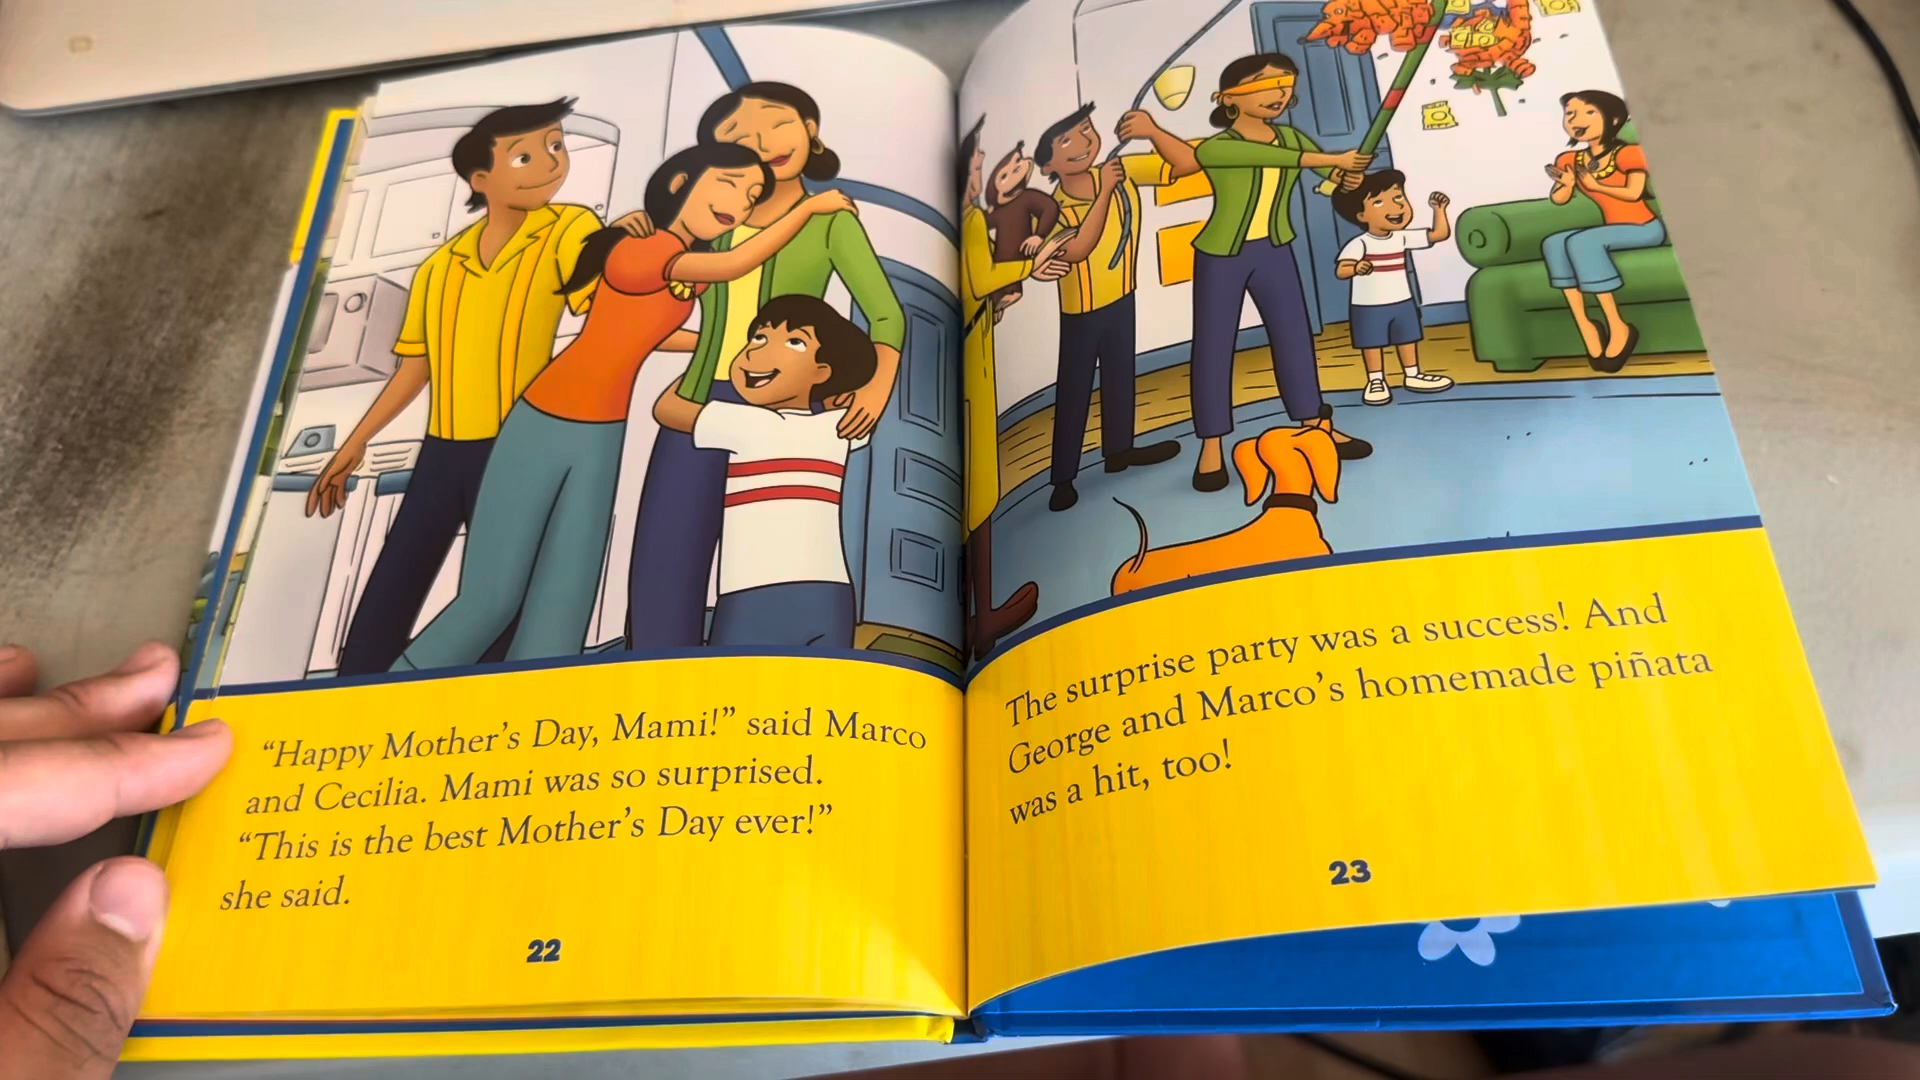 “Happy Mother’s Day, Mami!” said Marco
and Cecilia. Mami was so surprised.
“This is the best Mother’s Day ever!”
she said.
22
The surprise party was a success! And
George and Marco’s homemade piñata
was a hit, too!
23